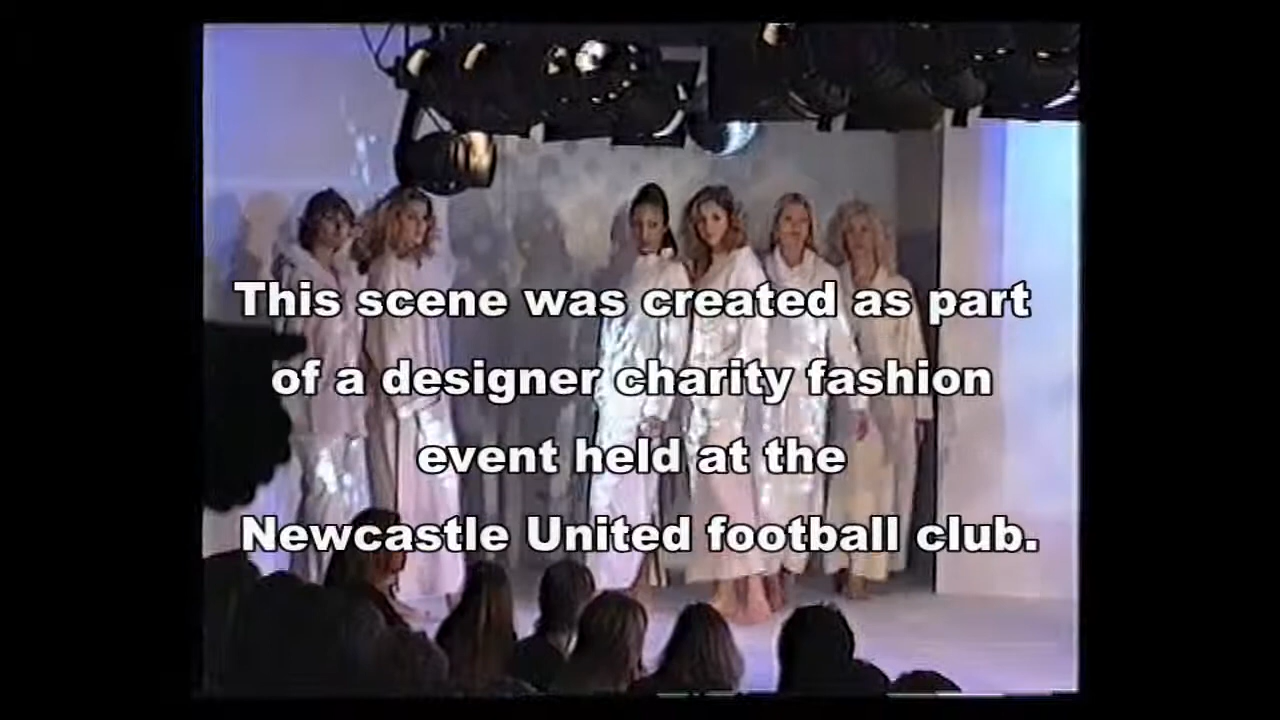 This scene was created as part
of a designer charity fashion
event held at the
Newcastle United football club.